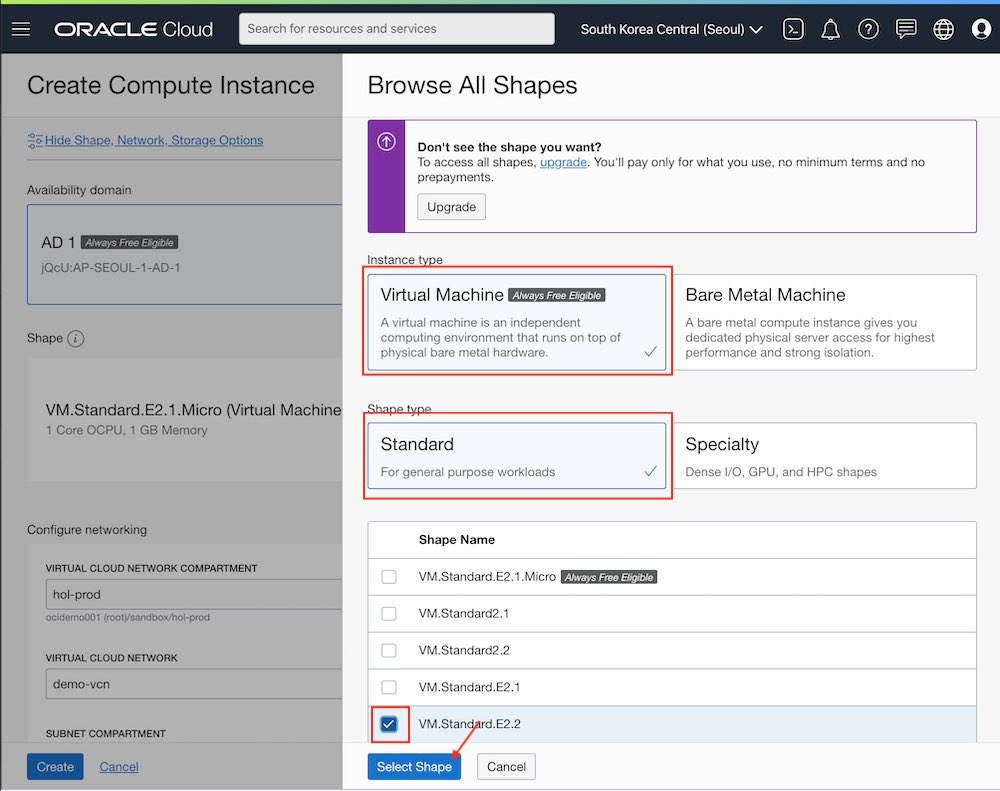 ORACLE Cloud
Search for resources and services
South Korea Central (Seoul)
Create Compute Instance
Hide Shape, Network, Storage Options
Availability domain
AD 1 Always Free Eligible
jQcU:AP-SEOUL-1-AD-1
Shape
VM.Standard.E2.1.Micro (Virtual Machine
1 Core OCPU, 1 GB Memory
Configure networking
VIRTUAL CLOUD NETWORK COMPARTMENT
hol-prod
ocidemo001 (root)/sandbox/hol-prod
VIRTUAL CLOUD NETWORK
demo-vcn
SUBNET COMPARTMENT
Create
Cancel
Browse All Shapes
Don't see the shape you want?
To access all shapes, upgrade. You'll pay only for what you use, no minimum terms and no
prepayments.
Upgrade
Instance type
Virtual Machine Always Free Eligible
A virtual machine is an independent
computing environment that runs on top of
physical bare metal hardware.
Bare Metal Machine
A bare metal compute instance gives you
dedicated physical server access for highest
performance and strong isolation.
Shape type
Standard
For general purpose workloads
Specialty
Dense I/O, GPU, and HPC shapes
Shape Name
VM.Standard.E2.1.Micro Always Free Eligible
VM.Standard2.1
VM.Standard2.2
VM.Standard.E2.1
VM.Standard.E2.2
Select Shape
Cancel